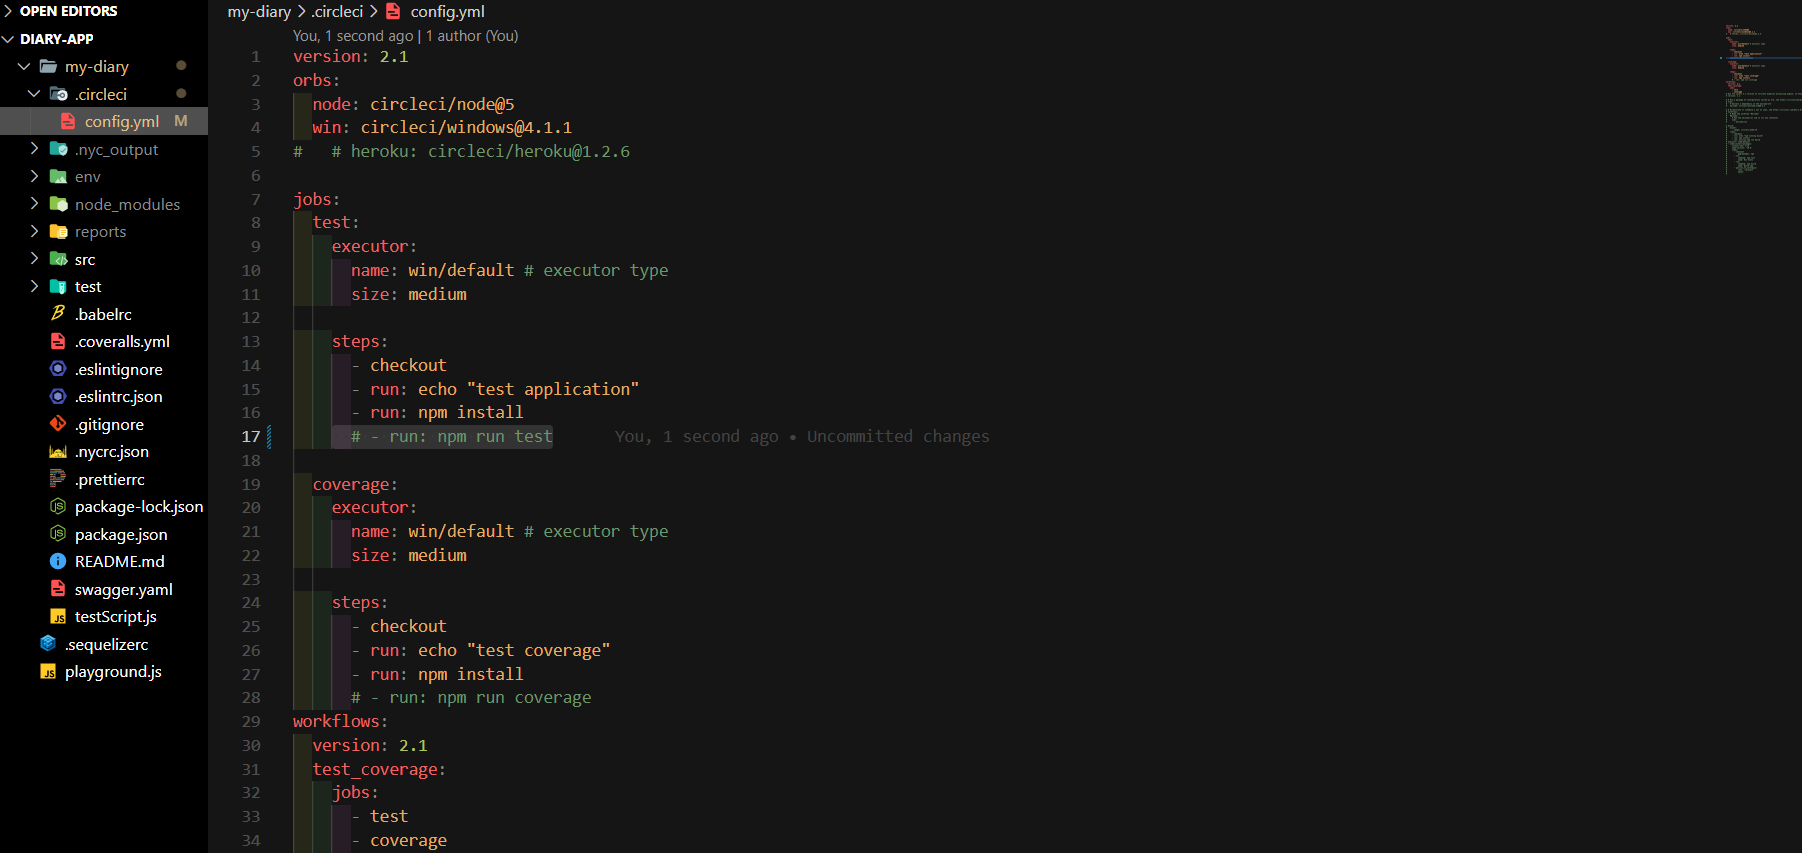 OPEN EDITORS
DIARY-APP
my-diary
.circleci
config.yml M
.nyc_output
env
node_modules
reports
src
test
.babelrc
.coveralls.yml
.eslintignore
.eslintrc.json
.gitignore
.nycrc.json
.prettierrc
package-lock.json
package.json
README.md
swagger.yaml
testScript.js
.sequelizerc
playground.js
my-diary > .circleci > config.yml
You, 1 second ago | 1 author (You)
1 version: 2.1
2 orbs:
3 node: circleci/node@5
4 win: circleci/windows@4.1.1
5 # # heroku: circleci/heroku@1.2.6
6
7 jobs:
8 test:
9 executor:
10 name: win/default # executor type
11 size: medium
12
13 steps:
14 - checkout
15 - run: echo "test application"
16 - run: npm install
17 # - run: npm run test You, 1 second ago • Uncommitted changes
18
19 coverage:
20 executor:
21 name: win/default # executor type
22 size: medium
23
24 steps:
25 - checkout
26 - run: echo "test coverage"
27 - run: npm install
28 # - run: npm run coverage
29 workflows:
30 version: 2.1
31 test_coverage:
32 jobs:
33 - test
34 - coverage